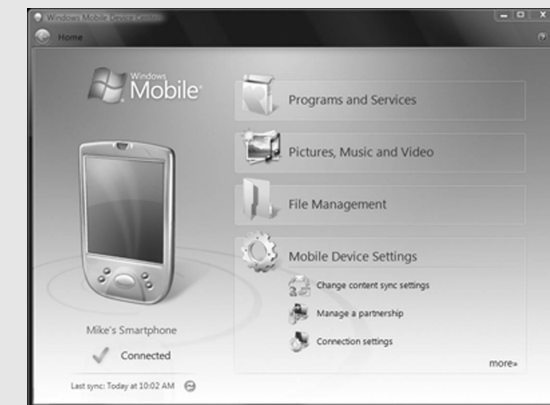 Windows Mobile Device Center
Home
Windows
Mobile
Programs and Services
Pictures, Music and Video
File Management
Mobile Device Settings
Change content sync settings
Manage a partnership
Connection settings
more»
Mike's Smartphone
Connected
Last sync: Today at 10:02 AM